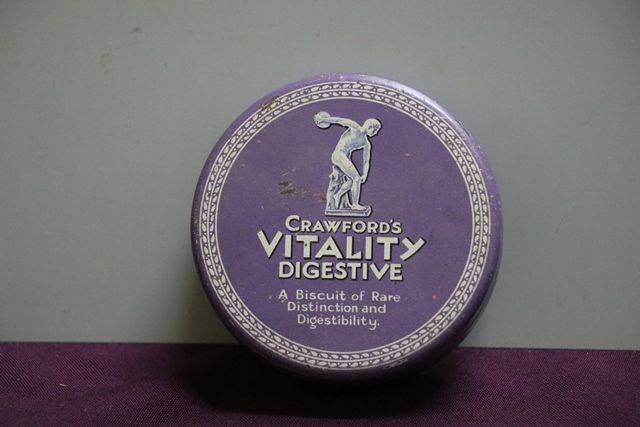 CRAWFORD'S
VITALITY
DIGESTIVE
A Biscuit of Rare
Distinction and
Digestibility.